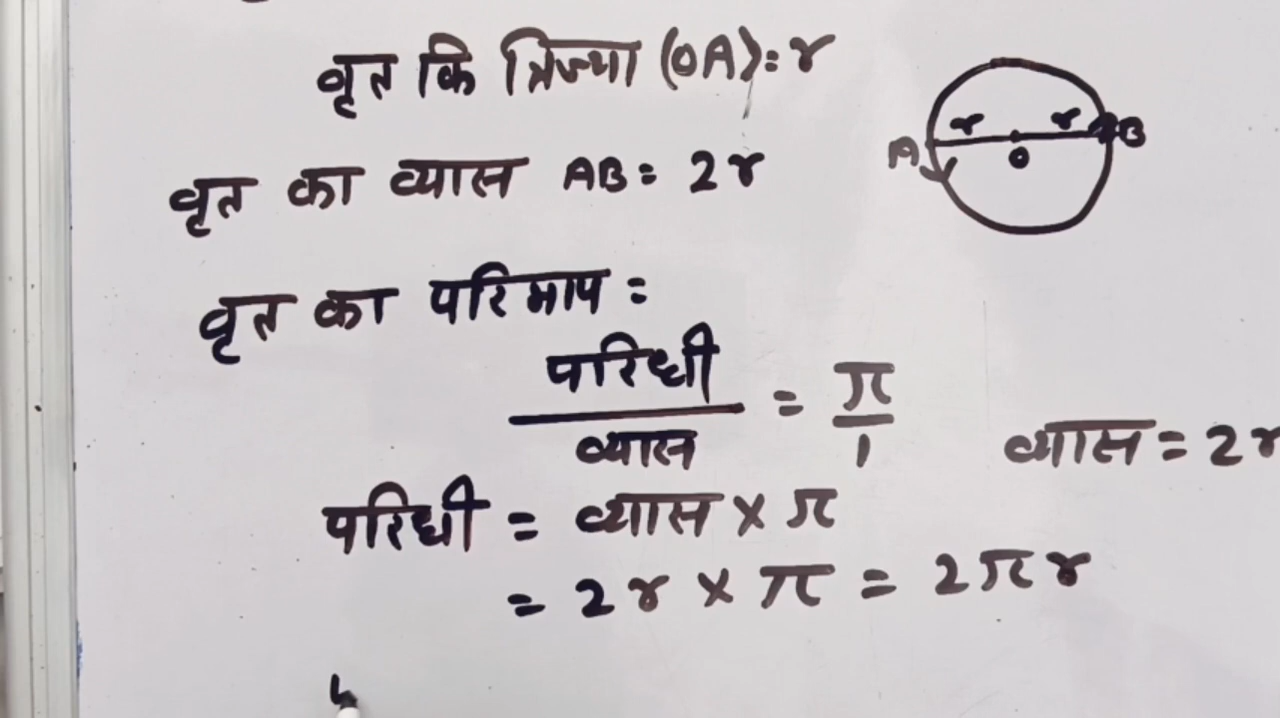 वृत कि त्रिज्या (OA)=r
वृत का व्यास AB= 2r
वृत का परिमाप =
परिधी / व्यास = π / 1
व्यास = 2r
परिधी = व्यास × π
= 2r × π = 2πr
A r O r B